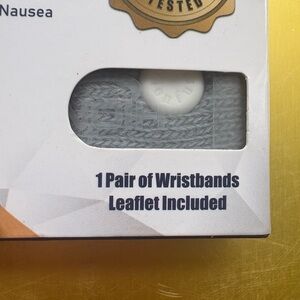 TESTED
Nausea
1 Pair of Wristbands
Leaflet Included